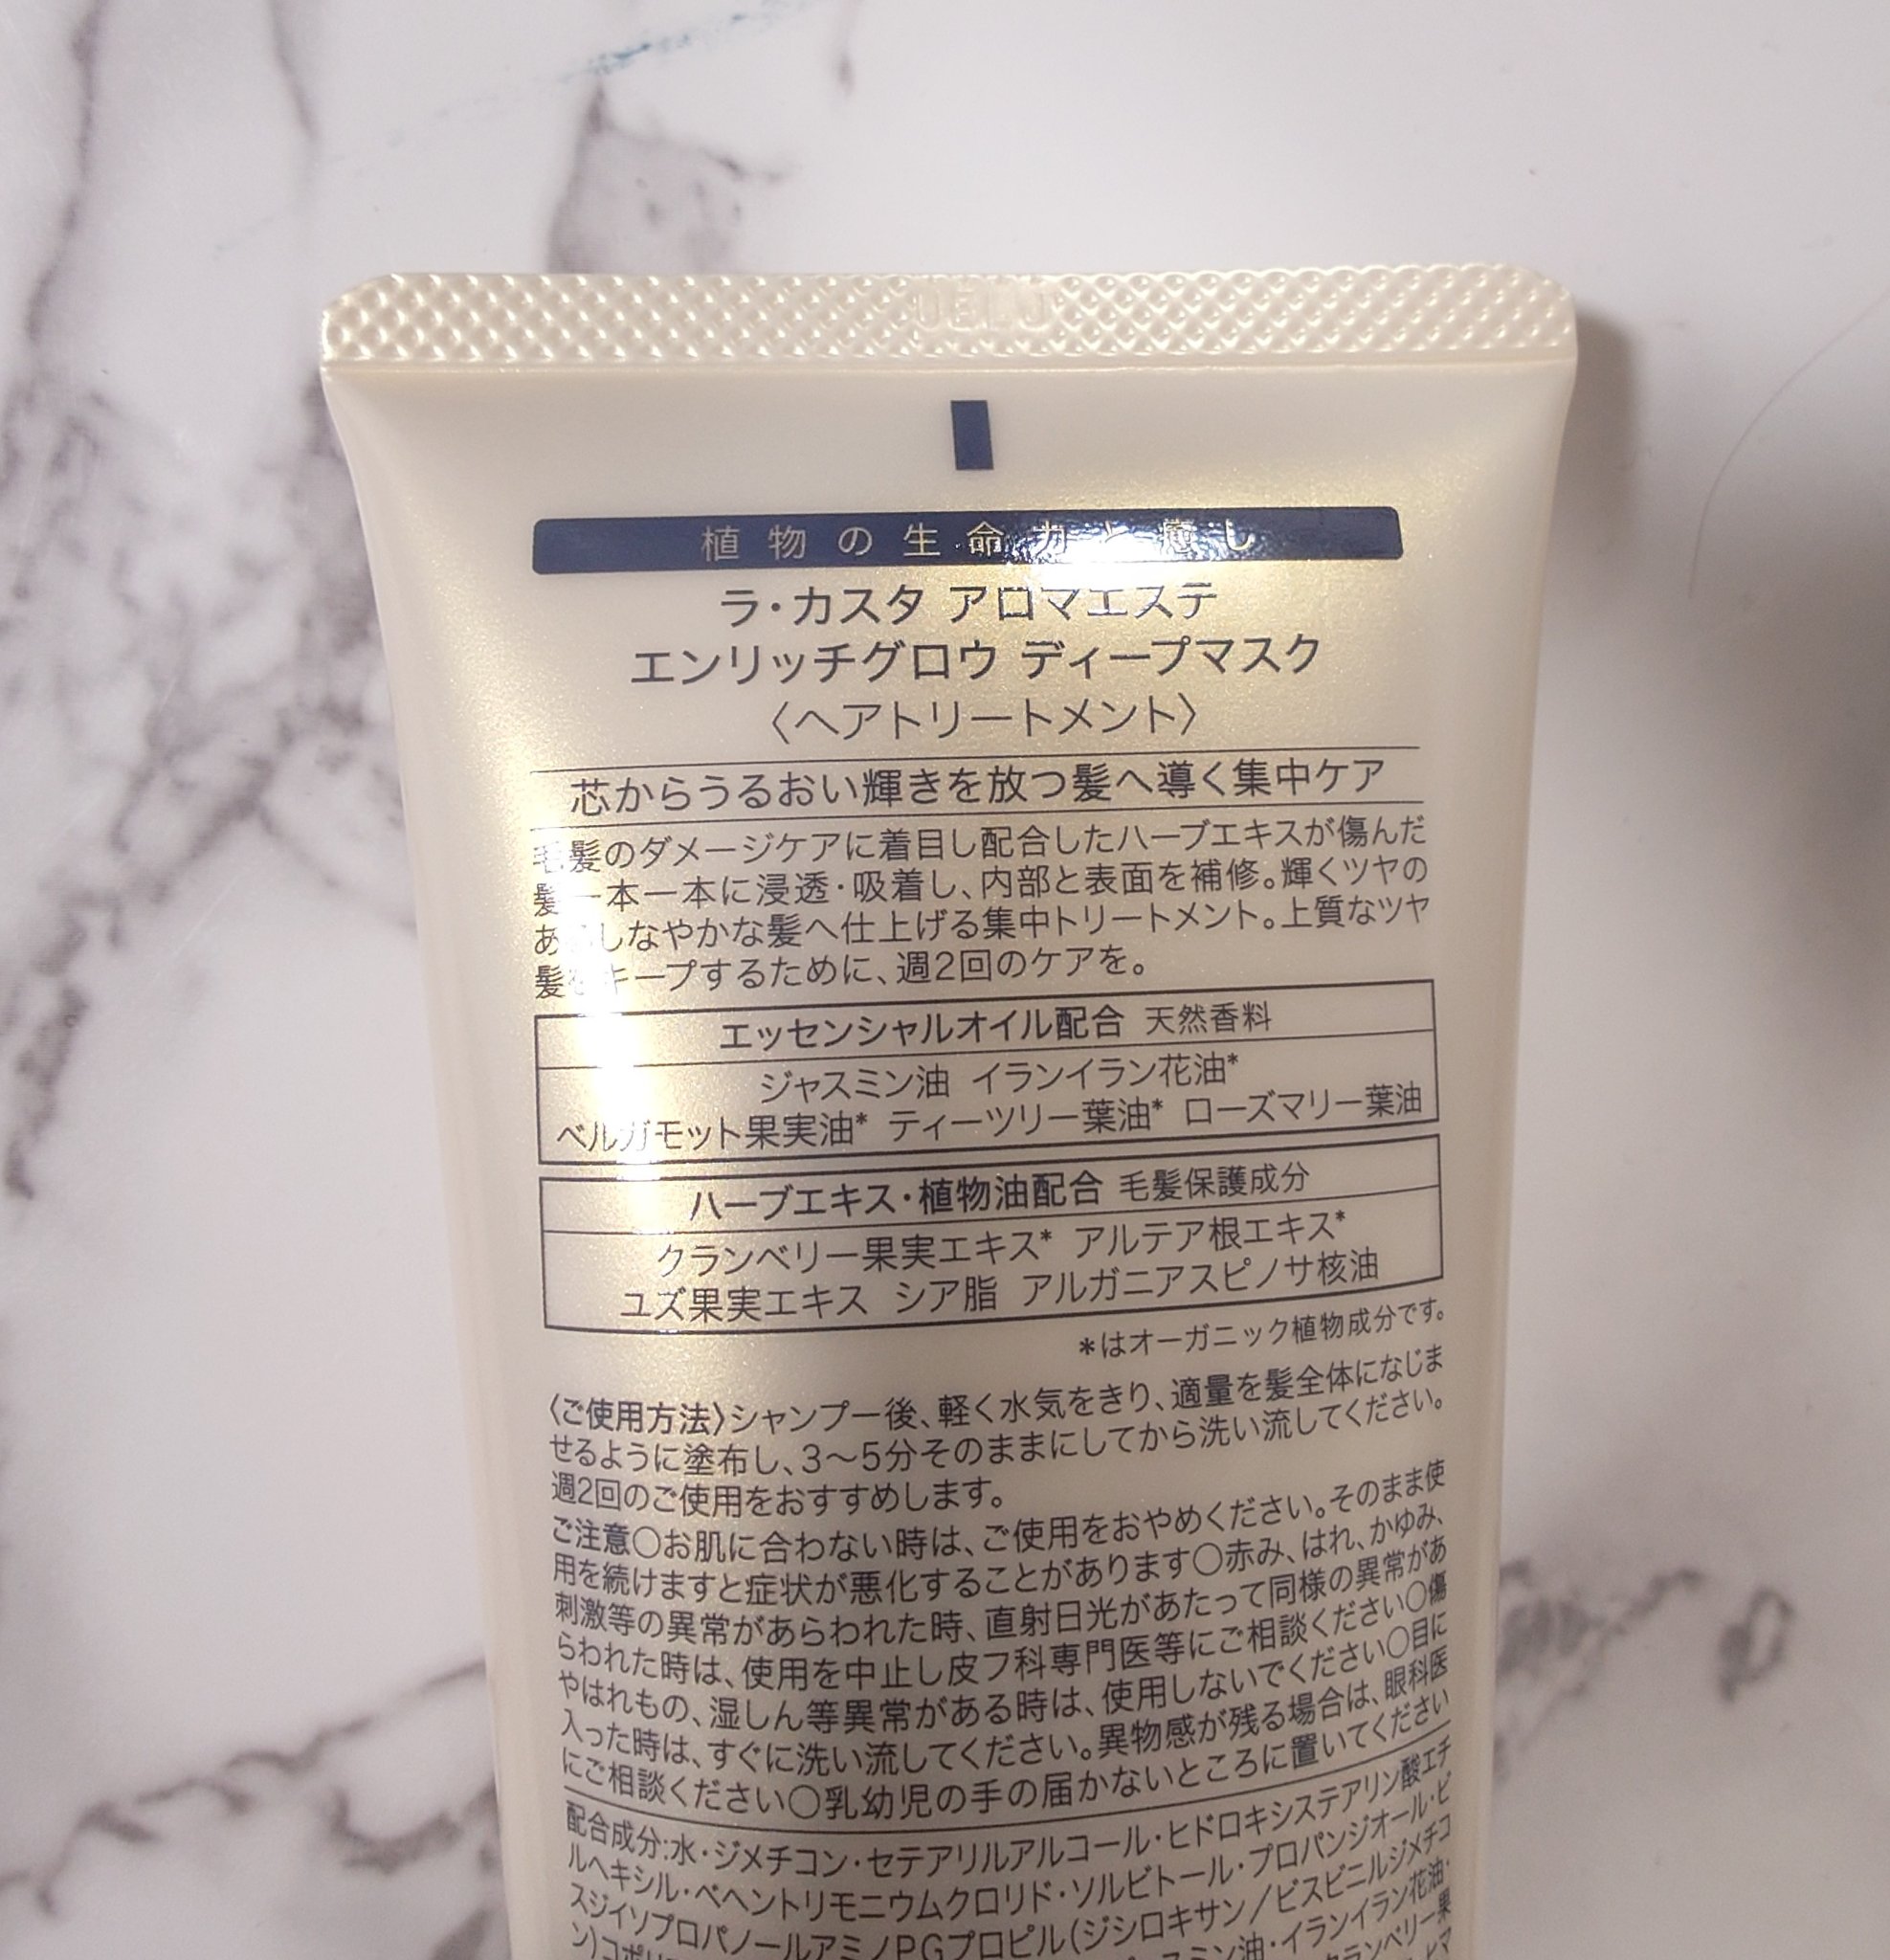 植物の生命力と癒し
ラ・カスタ アロマエステ
エンリッチグロウ ディープマスク
〈ヘアトリートメント〉
芯からうるおい輝きを放つ髪へ導く集中ケア
毛髪のダメージケアに着目し配合したハーブエキスが傷んだ
髪一本一本に浸透・吸着し、内部と表面を補修。輝くツヤの
あるしなやかな髪へ仕上げる集中トリートメント。上質なツヤ
髪をキープするために、週2回のケアを。
エッセンシャルオイル配合 天然香料
ジャスミン油 イランイラン花油*
ベルガモット果実油* ティーツリー葉油* ローズマリー葉油
ハーブエキス・植物油配合 毛髪保護成分
クランベリー果実エキス* アルテア根エキス*
ユズ果実エキス シア脂 アルガニアスピノサ核油
*はオーガニック植物成分です。
〈ご使用方法〉シャンプー後、軽く水気をきり、適量を髪全体になじま
せるように塗布し、3〜5分そのままにしてから洗い流してください。
週2回のご使用をおすすめします。
ご注意〇お肌に合わない時は、ご使用をおやめください。そのまま使
用を続けますと症状が悪化することがあります〇赤み、はれ、かゆみ、
刺激等の異常があらわれた時、直射日光があたって同様の異常があ
らわれた時は、使用を中止し皮フ科専門医等にご相談ください〇傷
やはれもの、湿しん等異常がある時は、使用しないでください〇目に
入った時は、すぐに洗い流してください。異物感が残る場合は、眼科医
にご相談ください〇乳幼児の手の届かないところに置いてください
配合成分:水・ジメチコン・セテアリルアルコール・ヒドロキシステアリン酸エチ
ルヘキシル・ベヘントリモニウムクロリド・ソルビトール・プロパンジオール・ビ
スジイソプロパノールアミノPGプロピル(ジシロキサン/ビスビニルジメチコ
ン)コポリ スミン油・イランイラン花油・
クランベリー果